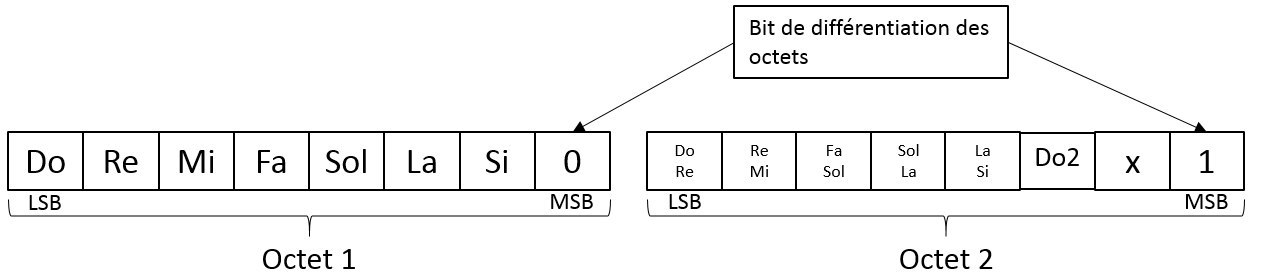 Bit de différentiation des
octets
Do Re Mi Fa Sol La Si 0
LSB MSB
Octet 1
Do Re Fa Sol La Do2 x 1
Re Mi Sol La Si
LSB MSB
Octet 2